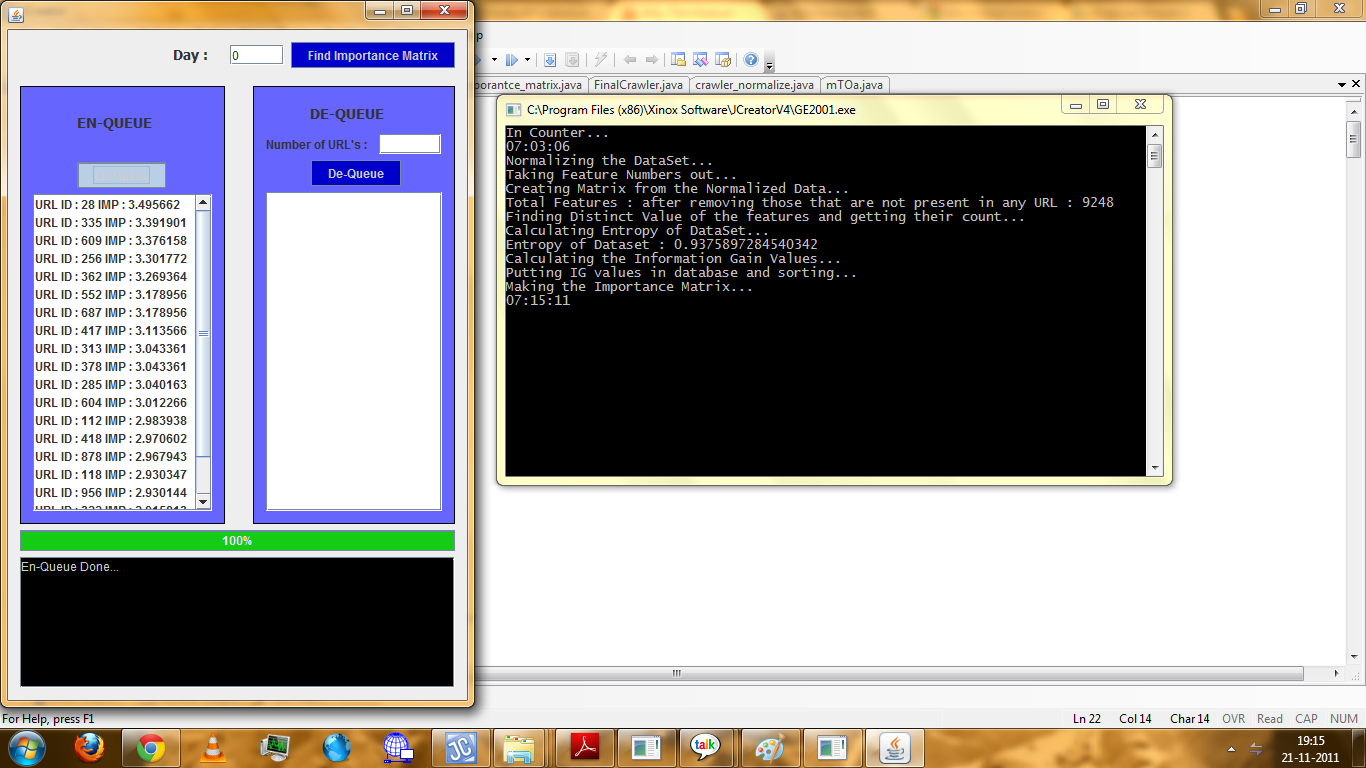 Day :
0
Find Importance Matrix
EN-QUEUE
URL ID : 28 IMP : 3.495662
URL ID : 335 IMP : 3.391901
URL ID : 609 IMP : 3.376158
URL ID : 256 IMP : 3.301772
URL ID : 362 IMP : 3.269364
URL ID : 552 IMP : 3.178956
URL ID : 687 IMP : 3.178956
URL ID : 417 IMP : 3.113566
URL ID : 313 IMP : 3.043361
URL ID : 378 IMP : 3.043361
URL ID : 285 IMP : 3.040163
URL ID : 604 IMP : 3.012266
URL ID : 112 IMP : 2.983938
URL ID : 418 IMP : 2.970602
URL ID : 878 IMP : 2.967943
URL ID : 118 IMP : 2.930347
URL ID : 956 IMP : 2.930144
DE-QUEUE
Number of URL's :
De-Queue
100%
En-Queue Done...
p
porantce_matrix.java
FinalCrawler.java
crawler_normalize.java
mTOa.java
C:\Program Files (x86)\Xinox Software\JCreatorV4\GE2001.exe
In Counter...
07:03:06
Normalizing the DataSet...
Taking Feature Numbers out...
Creating Matrix from the Normalized Data...
Total Features : after removing those that are not present in any URL : 9248
Finding Distinct Value of the features and getting their count...
Calculating Entropy of DataSet...
Entropy of Dataset : 0.9375897284540342
Calculating the Information Gain Values...
Putting IG values in database and sorting...
Making the Importance Matrix...
07:15:11
For Help, press F1
Ln 22 Col 14 Char 14 OVR Read CAP NUM
JC
talk
19:15
21-11-2011